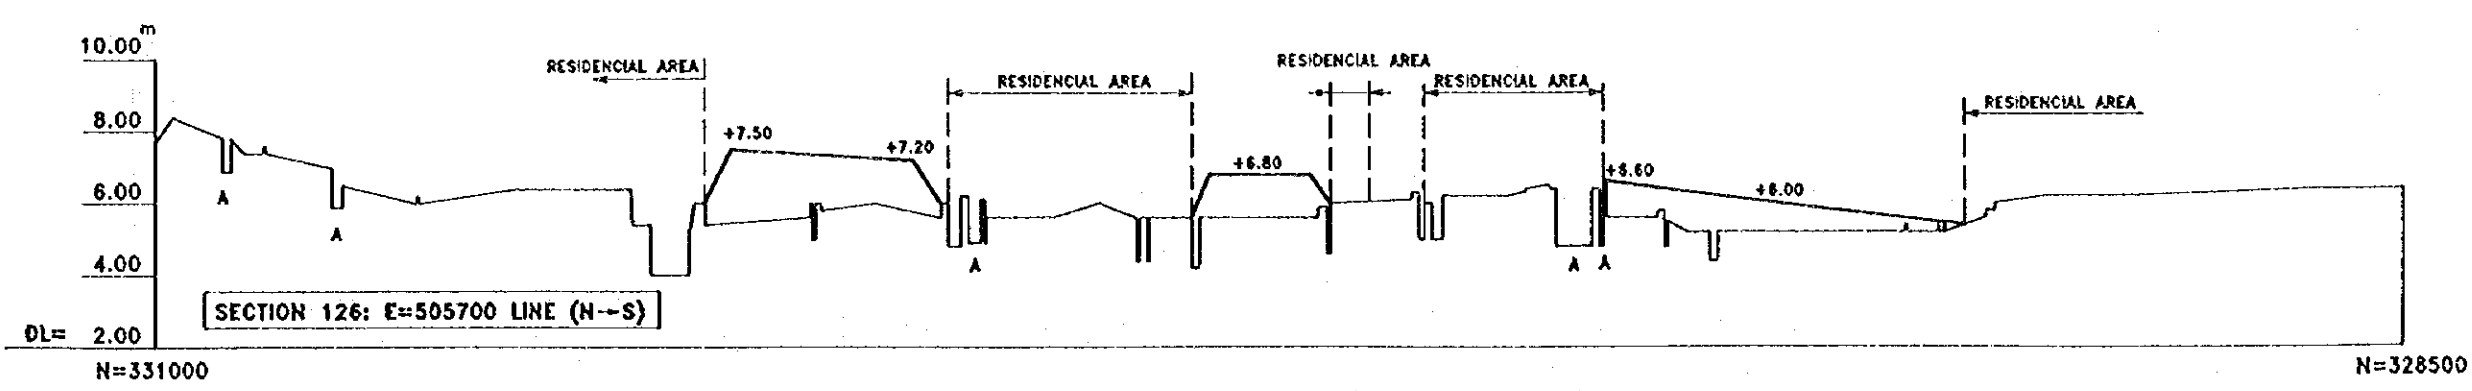 m
10.00
8.00
6.00
4.00
DL= 2.00
RESIDENCIAL AREA
RESIDENCIAL AREA
RESIDENCIAL AREA
RESIDENCIAL AREA
RESIDENCIAL AREA
+7.50
+7.20
+6.80
+6.60
+6.00
A
A
A
A
A
SECTION 126: E=505700 LINE (N→S)
N=331000
N=328500